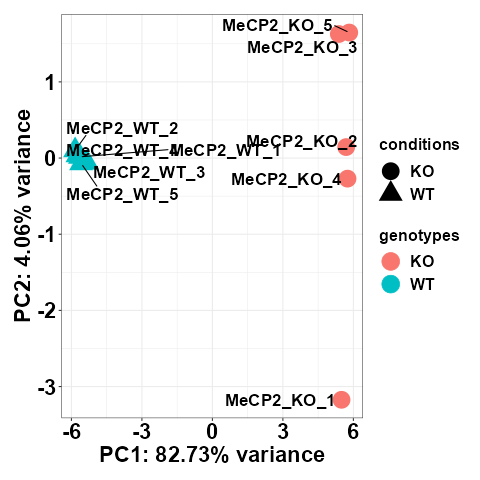 MeCP2_KO_5
MeCP2_KO_3
1
MeCP2_WT_2
MeCP2_KO_2
MeCP2_WT_4
MeCP2_WT_1
0
MeCP2_WT_3
MeCP2_KO_4
MeCP2_WT_5
-1
-2
-3
MeCP2_KO_1
-6
-3
0
3
6
PC1: 82.73% variance
PC2: 4.06% variance
conditions
KO
WT
genotypes
KO
WT